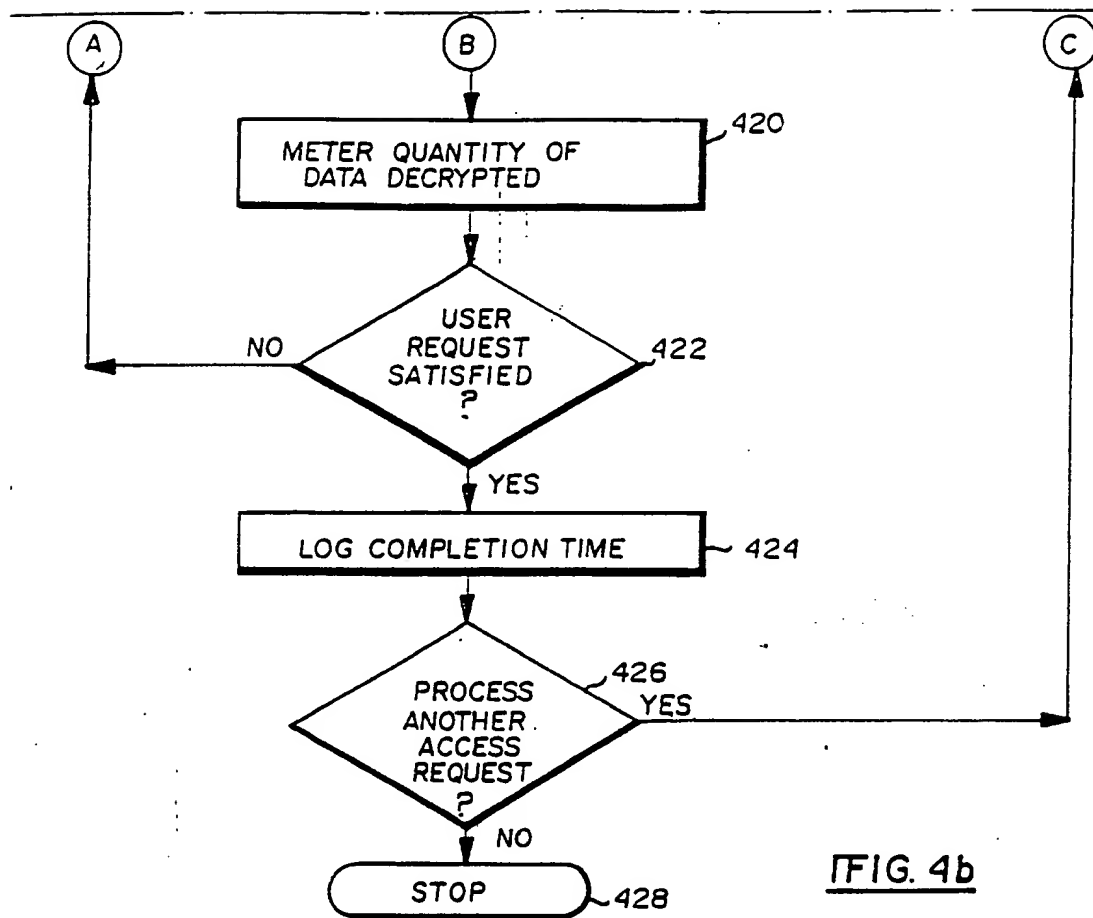 A
B
C
METER QUANTITY OF
DATA DECRYPTED
420
USER
REQUEST
SATISFIED
?
422
NO
YES
LOG COMPLETION TIME
424
426
PROCESS
ANOTHER
ACCESS
REQUEST
?
YES
NO
STOP
428
FIG. 4b